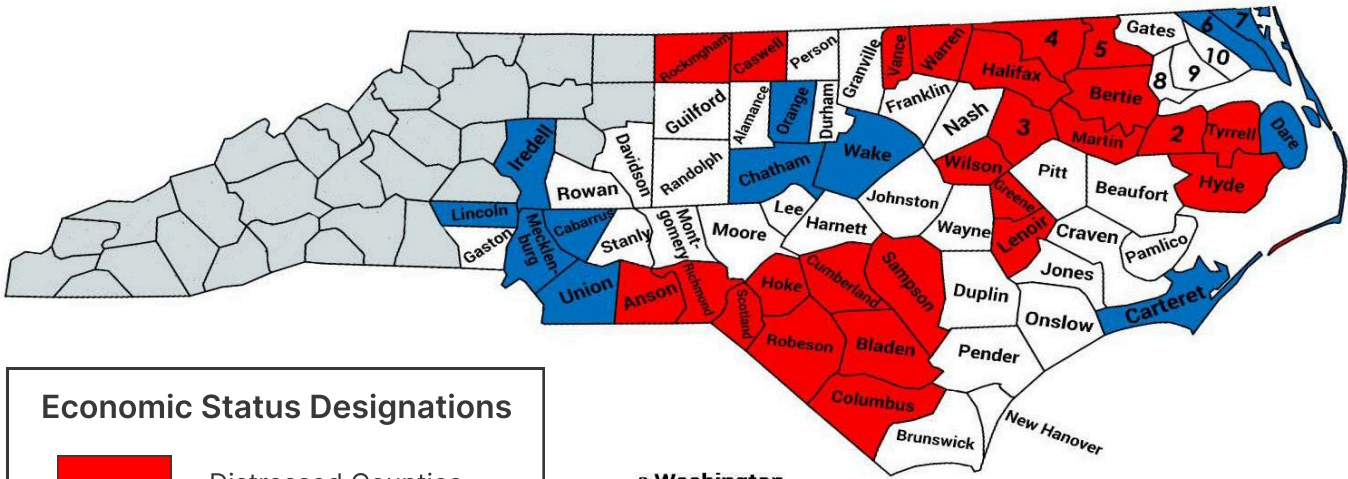 Rockingham
Caswell
Person
Granville
Vance
Warren
4
5
Gates
6
7
Halifax
8
9
10
Bertie
Guilford
Alamance
Orange
Durham
Franklin
Nash
3
Martin
2
Tyrrell
Dare
Iredell
Davidson
Randolph
Chatham
Wake
Wilson
Pitt
Beaufort
Hyde
Rowan
Lincoln
Gaston
Mecklen-
burg
Cabarrus
Stanly
Mont-
gomery
Moore
Lee
Harnett
Johnston
Wayne
Greene
Lenoir
Craven
Pamlico
Jones
Union
Anson
Richmond
Scotland
Hoke
Cumberland
Sampson
Duplin
Onslow
Carteret
Robeson
Bladen
Pender
Columbus
Brunswick
New Hanover
Economic Status Designations
Distressed Counties
Washington